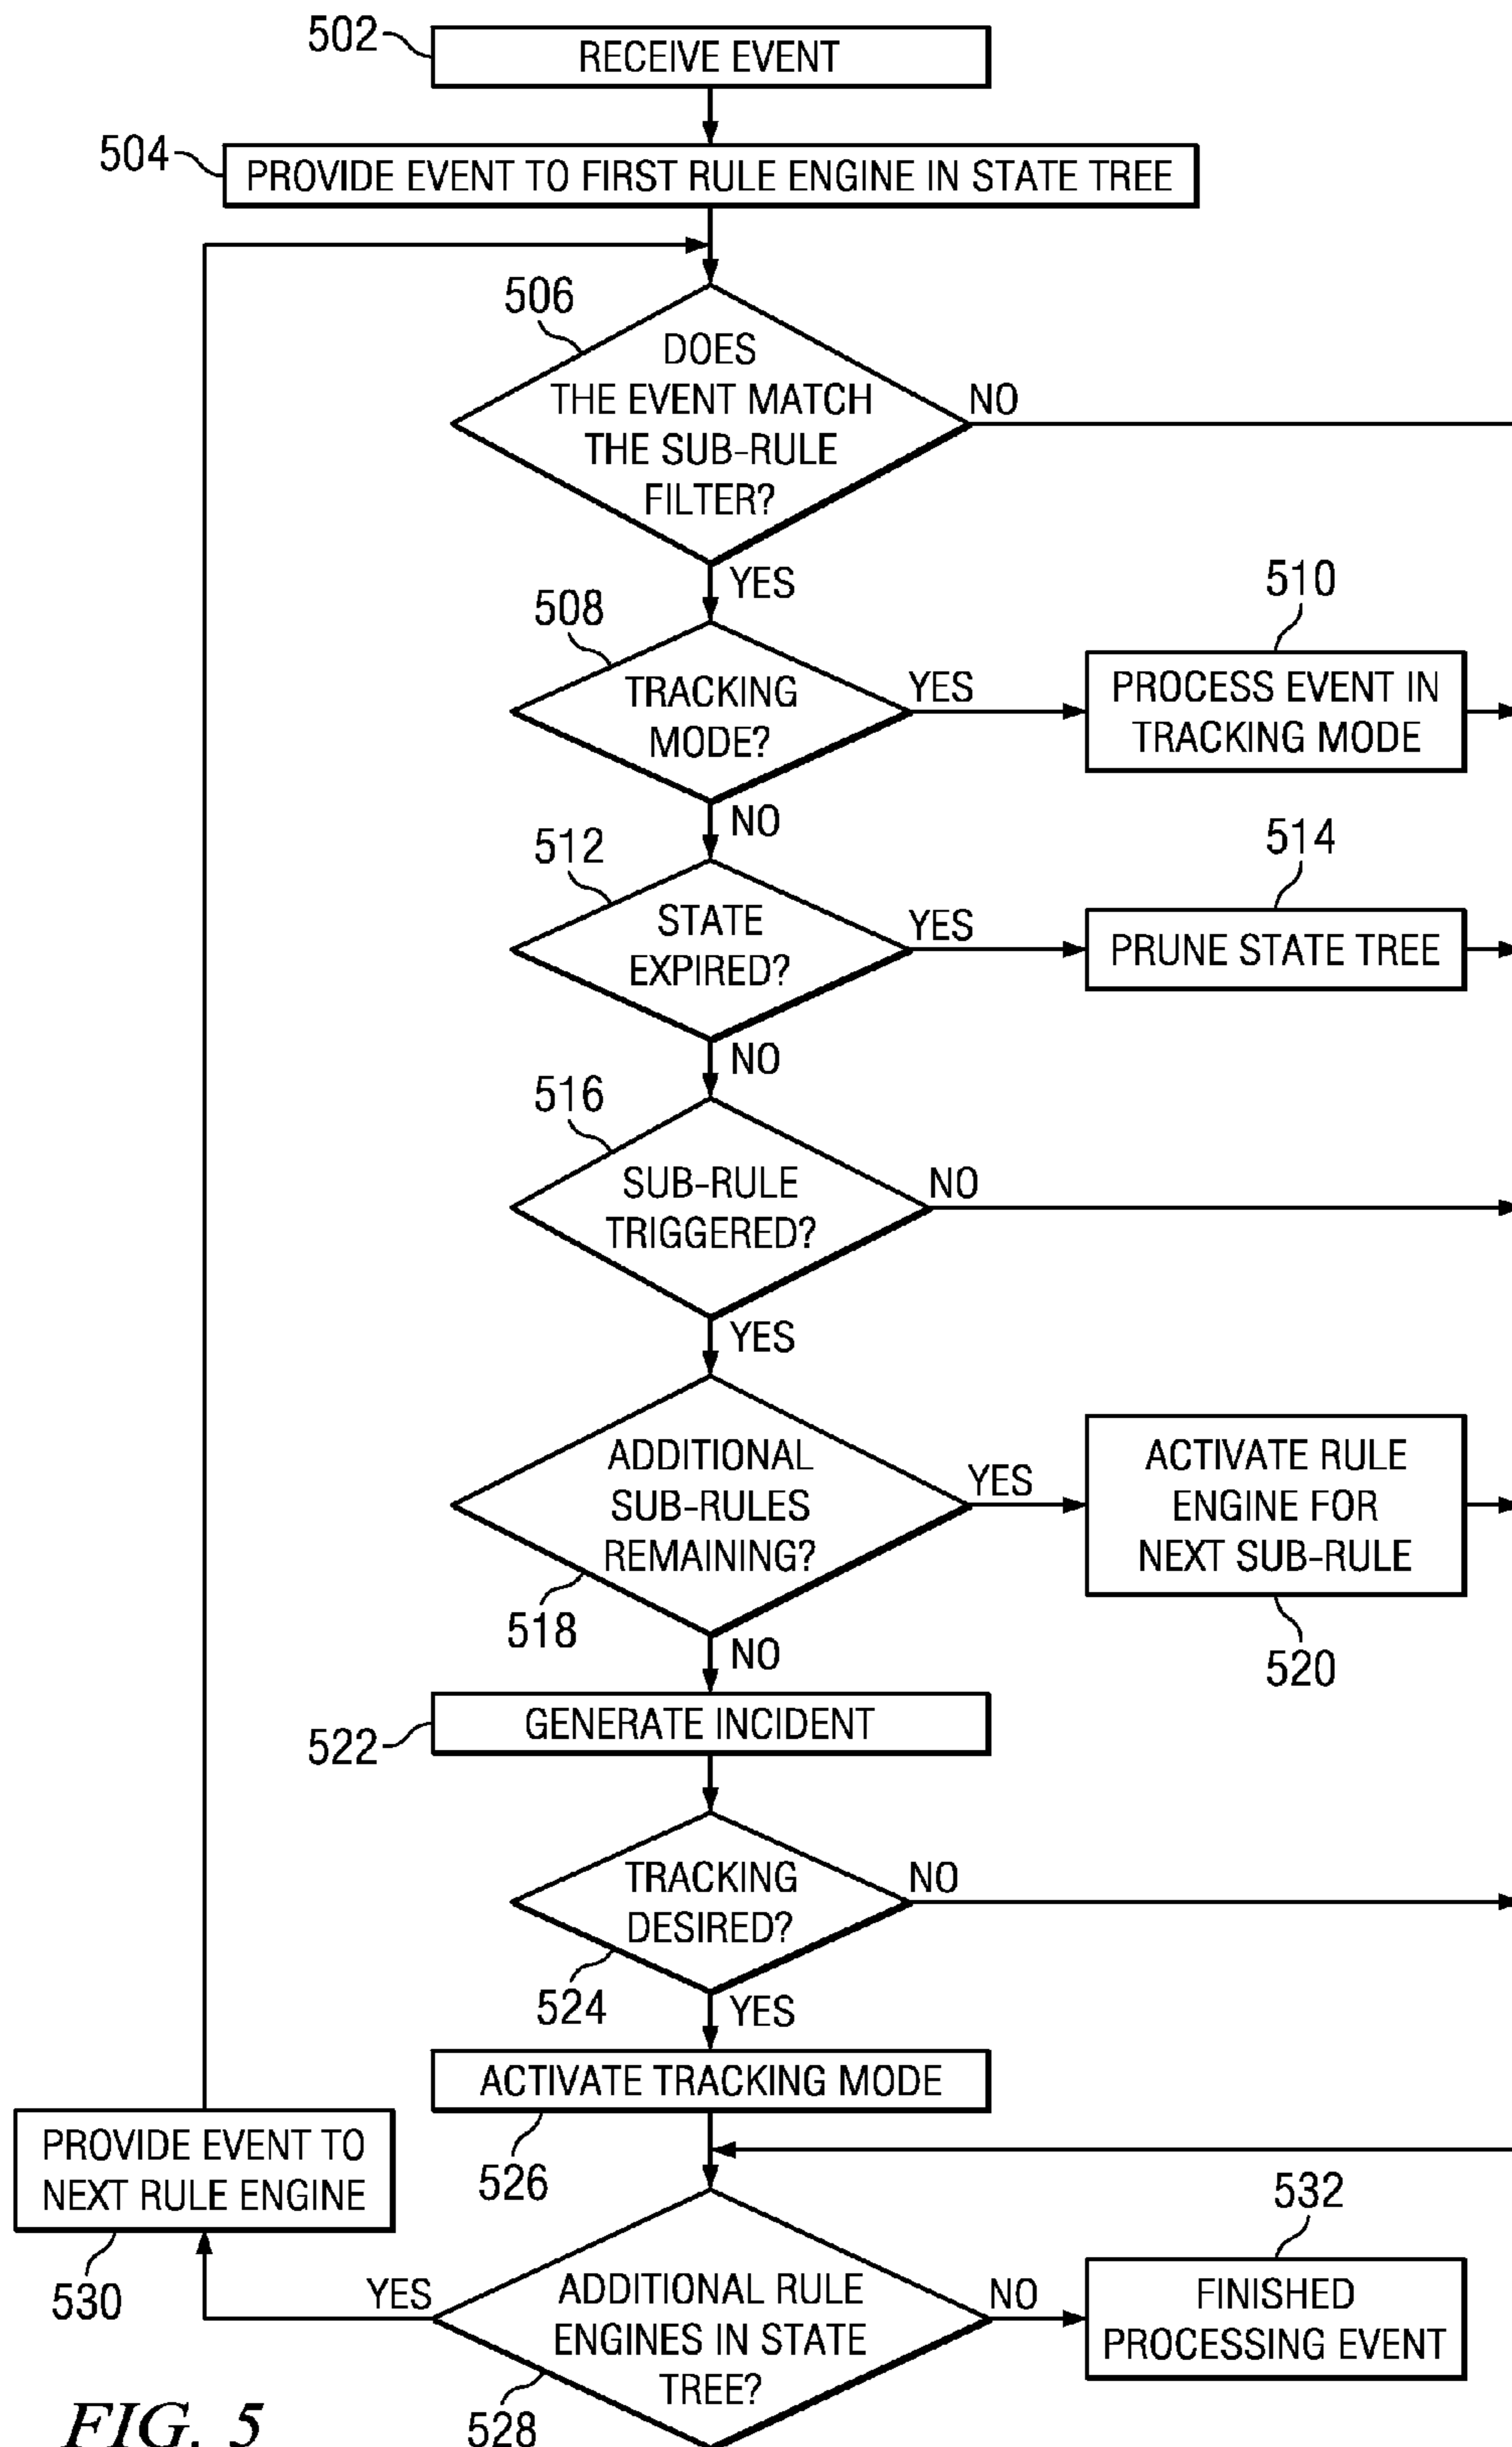 502
RECEIVE EVENT
504
PROVIDE EVENT TO FIRST RULE ENGINE IN STATE TREE
506
DOES
THE EVENT MATCH
THE SUB-RULE
FILTER?
NO
YES
508
TRACKING
MODE?
YES
510
PROCESS EVENT IN
TRACKING MODE
NO
512
STATE
EXPIRED?
YES
514
PRUNE STATE TREE
NO
516
SUB-RULE
TRIGGERED?
NO
YES
ADDITIONAL
SUB-RULES
REMAINING?
518
YES
ACTIVATE RULE
ENGINE FOR
NEXT SUB-RULE
520
NO
GENERATE INCIDENT
522
TRACKING
DESIRED?
NO
524
YES
ACTIVATE TRACKING MODE
526
PROVIDE EVENT TO
NEXT RULE ENGINE
530
YES
ADDITIONAL RULE
ENGINES IN STATE
TREE?
528
NO
532
FINISHED
PROCESSING EVENT
FIG. 5